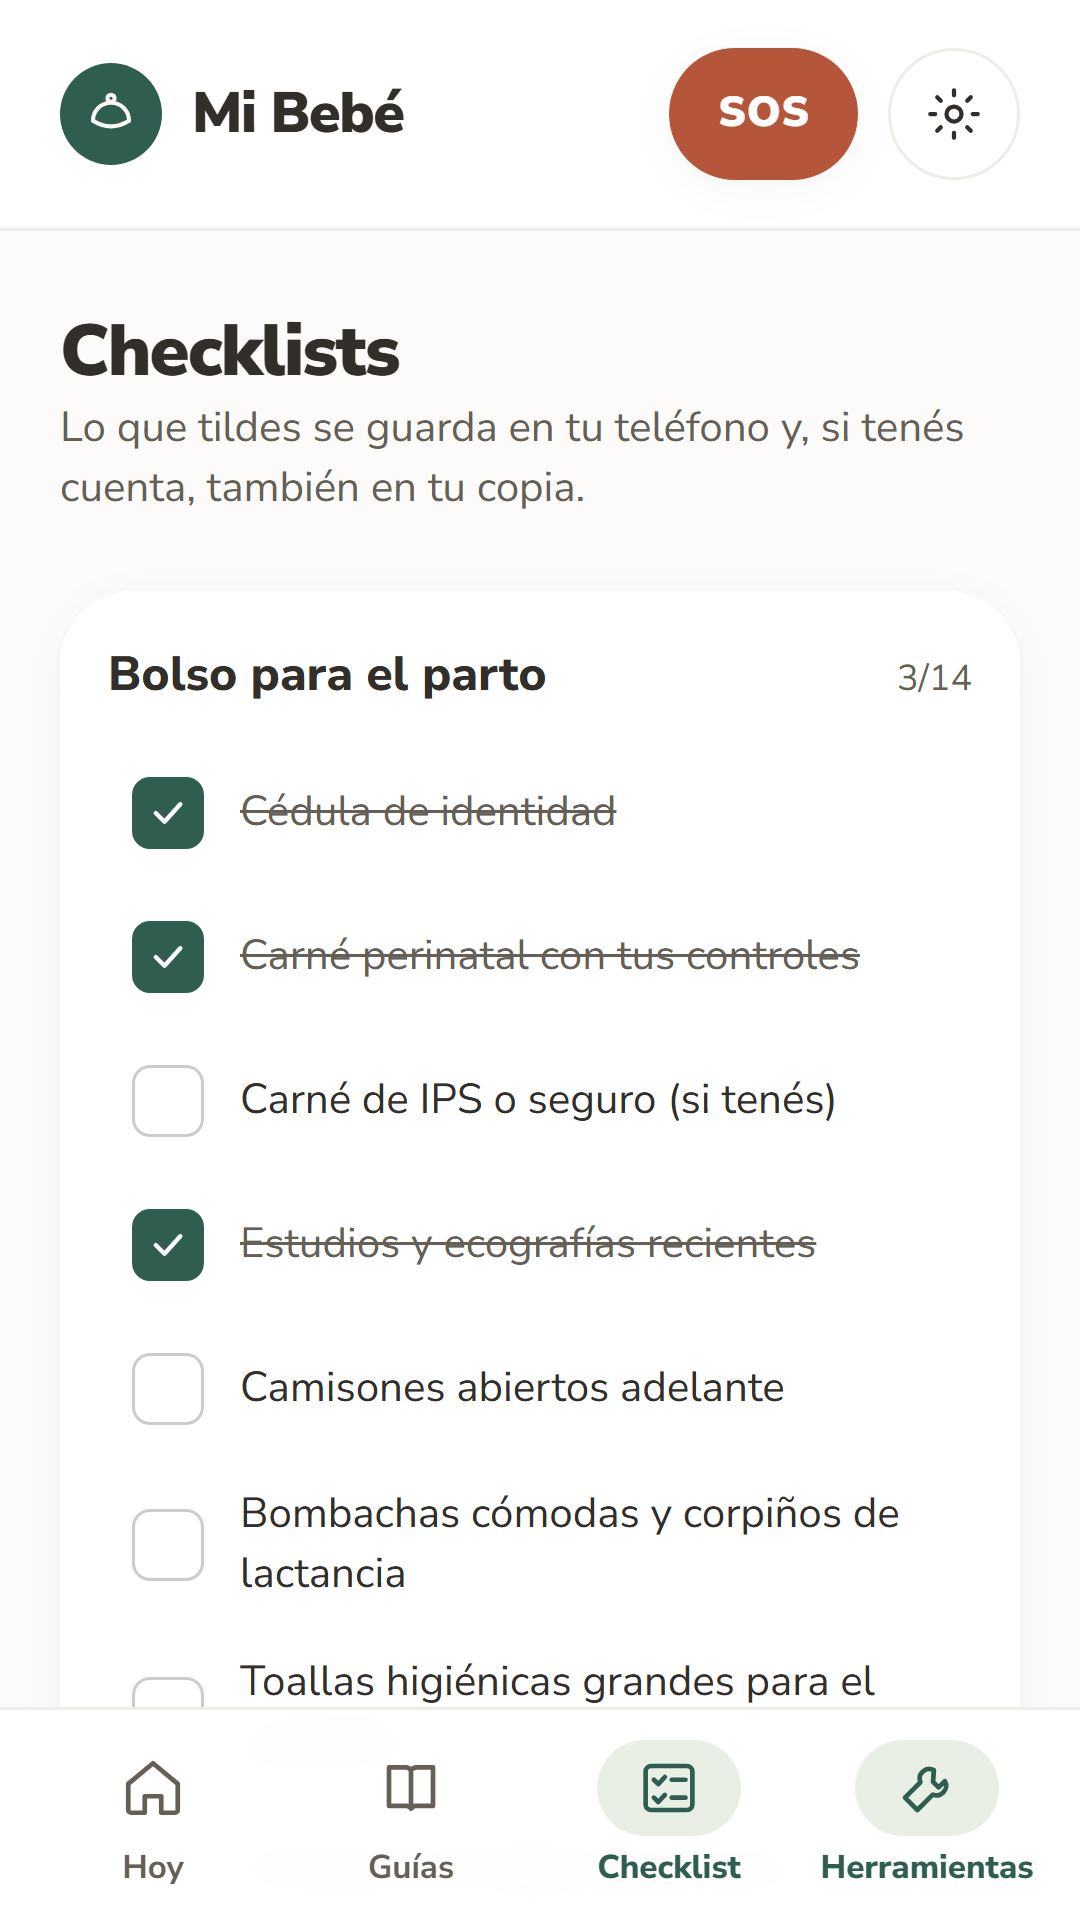 Mi Bebé
SOS
Checklists
Lo que tildes se guarda en tu teléfono y, si tenés
cuenta, también en tu copia.
Bolso para el parto
3/14
Cédula de identidad
Carné perinatal con tus controles
Carné de IPS o seguro (si tenés)
Estudios y ecografías recientes
Camisones abiertos adelante
Bombachas cómodas y corpiños de
lactancia
Toallas higiénicas grandes para el
Hoy
Guías
Checklist
Herramientas